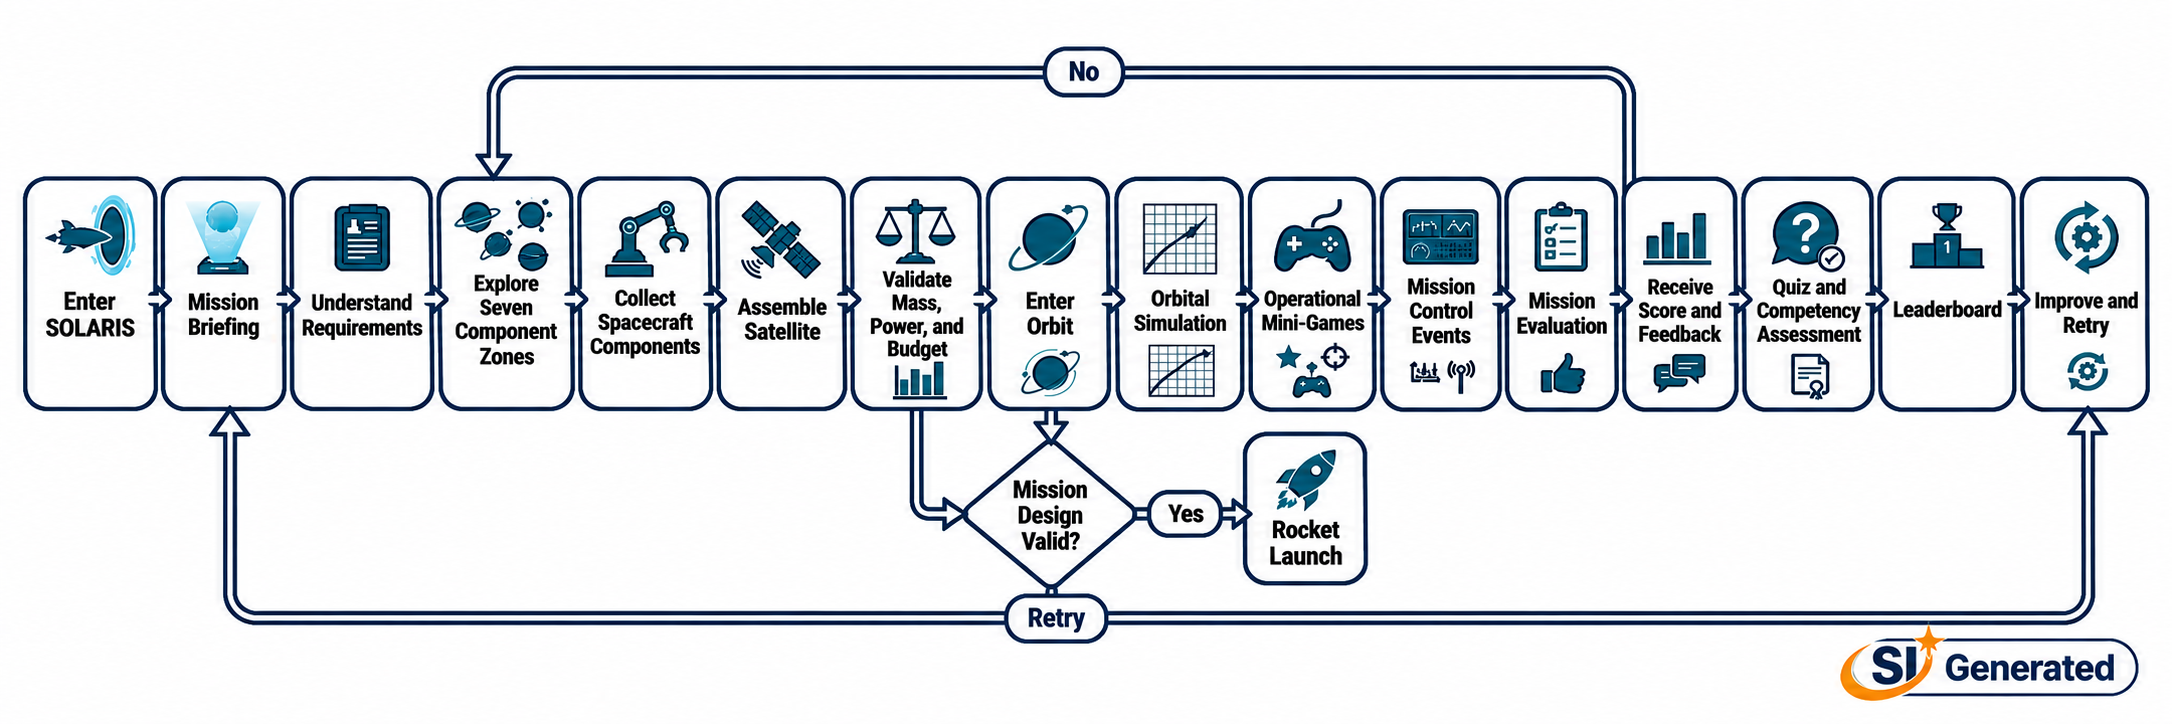 No
Enter
SOLARIS
Mission
Briefing
Understand
Requirements
Explore
Seven
Component
Zones
Collect
Spacecraft
Components
Assemble
Satellite
Validate
Mass,
Power, and
Budget
Enter
Orbit
Orbital
Simulation
Operational
Mini-Games
Mission
Control
Events
Mission
Evaluation
Receive
Score and
Feedback
Quiz and
Competency
Assessment
1
Leaderboard
Improve and
Retry
Mission
Design
Valid?
Yes
Rocket
Launch
Retry
SI Generated